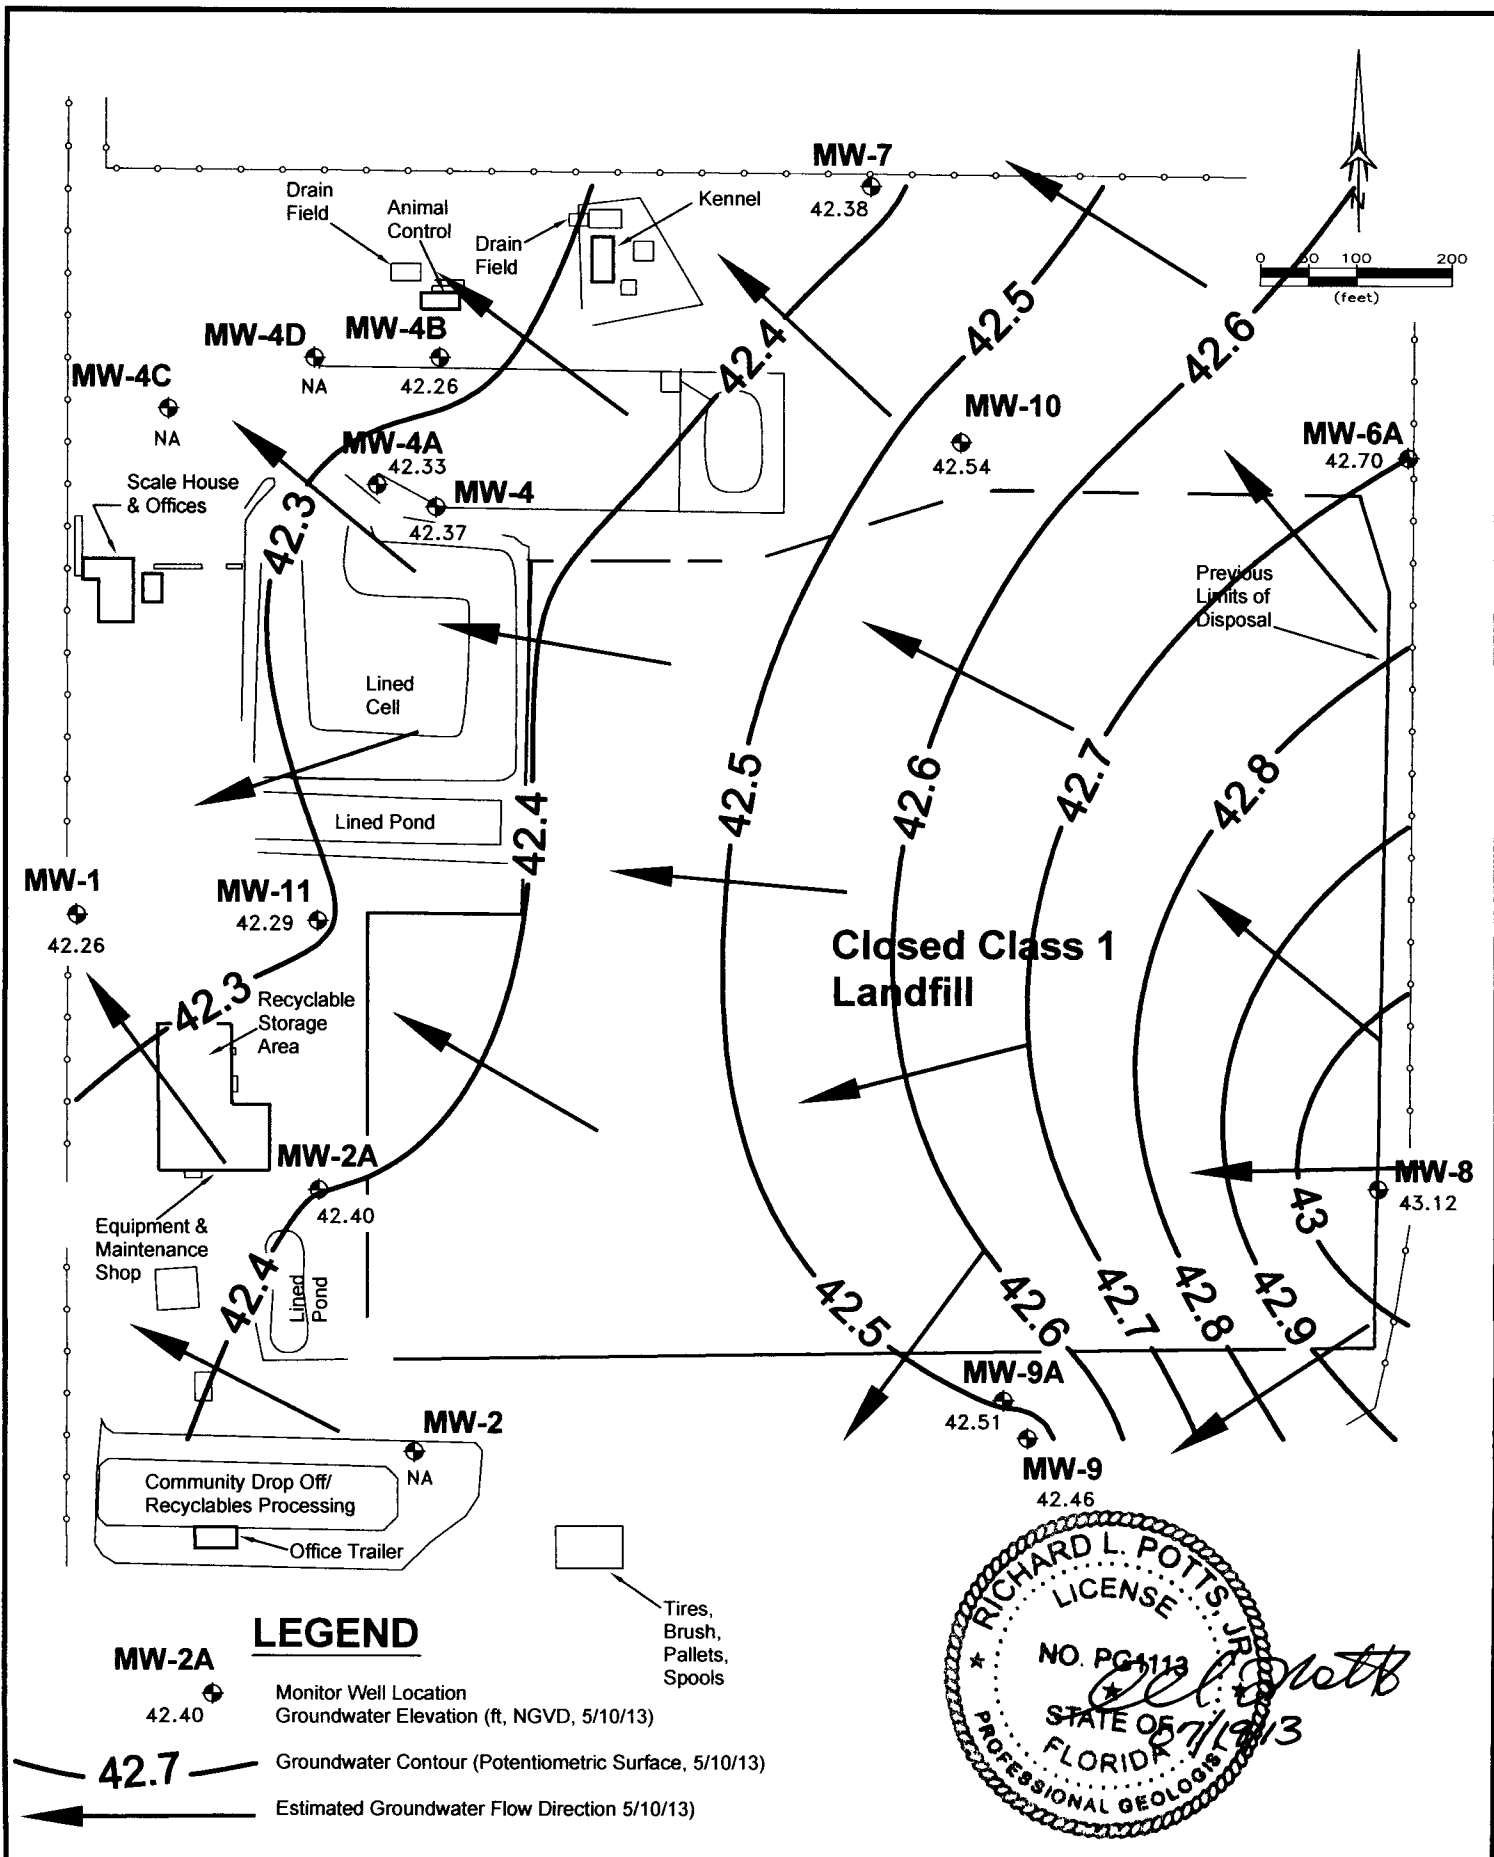 MW-7
42.38
N
0 50 100 200
(feet)
Drain
Field
Animal
Control
Drain
Field
Kennel
MW-4D
NA
MW-4B
42.26
MW-4C
NA
42.4
42.5
42.6
MW-10
42.54
MW-6A
42.70
MW-4A
42.33
MW-4
42.37
Scale House
& Offices
42.3
Previous
Limits of
Disposal
Lined
Cell
Lined Pond
42.4
42.5
42.6
42.7
42.8
MW-1
42.26
MW-11
42.29
Closed Class 1
Landfill
42.3
Recyclable
Storage
Area
MW-2A
42.40
MW-8
43.12
43
Equipment &
Maintenance
Shop
42.4
Lined
Pond
42.5
42.6
42.7
42.8
42.9
MW-9A
42.51
MW-9
42.46
MW-2
NA
Community Drop Off/
Recyclables Processing
Office Trailer
Tires,
Brush,
Pallets,
Spools
RICHARD L. POTTS, JR.
LICENSE
NO. PG1113
STATE OF
FLORIDA
PROFESSIONAL GEOLOGIST
07/19/13
LEGEND
MW-2A
42.40
Monitor Well Location
Groundwater Elevation (ft, NGVD, 5/10/13)
42.7
Groundwater Contour (Potentiometric Surface, 5/10/13)
Estimated Groundwater Flow Direction 5/10/13)